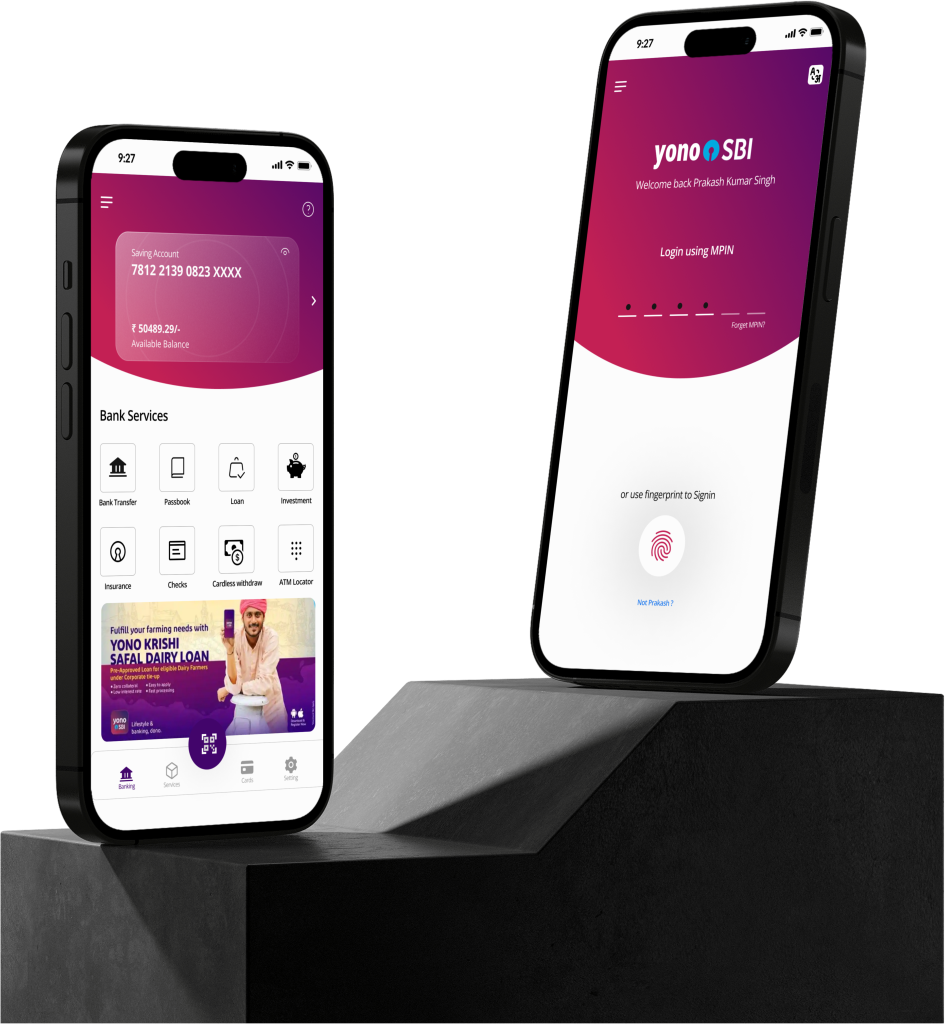 9:27
Saving Account
7812 2139 0823 XXXX
₹ 50489.29/-
Available Balance
Bank Services
Bank Transfer
Passbook
Loan
Investment
Insurance
Checks
Cardless withdraw
ATM Locator
Fulfill your farming needs with
YONO KRISHI
SAFAL DAIRY LOAN
Pre-Approved Loan for eligible Dairy Farmers
under Corporate tie-up
• Zero collateral • Easy to apply
• Low interest rate • Fast processing
yono
SBI
Lifestyle &
banking, dono.
Download &
Register Now
Banking
Services
Cards
Setting
9:27
yono SBI
Welcome back Prakash Kumar Singh
Login using MPIN
Forget MPIN?
or use fingerprint to Signin
Not Prakash ?